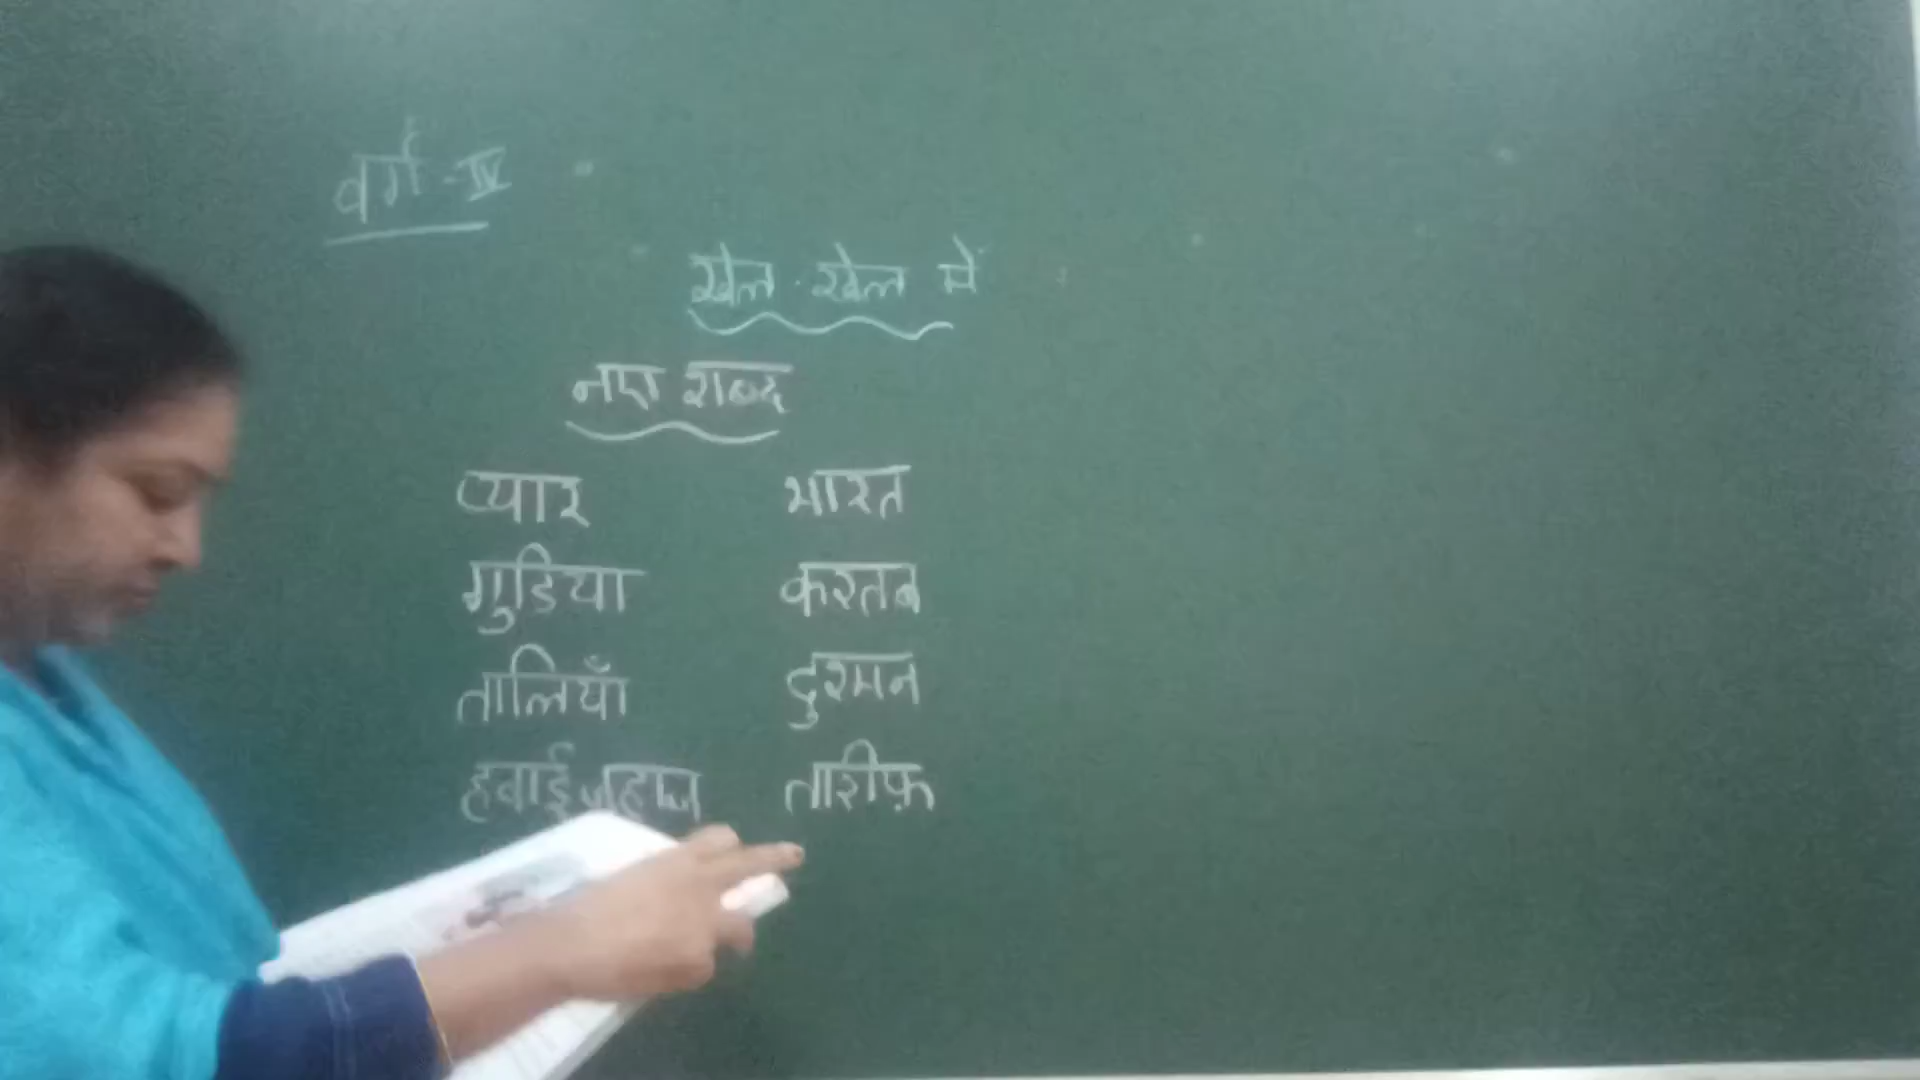 वर्ग - IV
खेल-खेल में
नए शब्द
प्यार भारत
गुडिया करतब
तालियाँ दुश्मन
हवाई जहाज तारीफ़